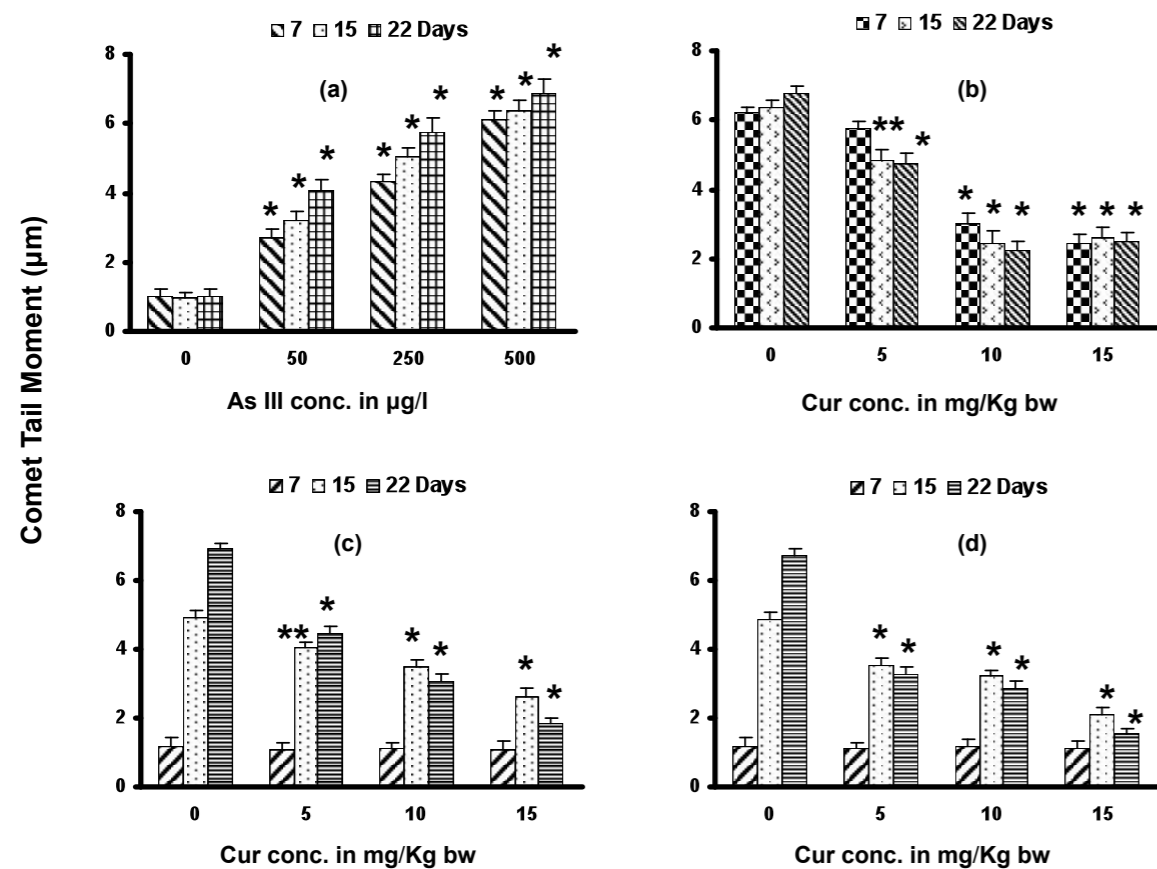 Comet Tail Moment (µm)
7 15 22 Days
(a)
8
6
4
2
0
* * *
* * *
* * *
0 50 250 500
As III conc. in µg/l
7 15 22 Days
(b)
8
6
4
2
0
** *
* * *
* * *
0 5 10 15
Cur conc. in mg/Kg bw
7 15 22 Days
(c)
8
6
4
2
0
** *
* *
* *
0 5 10 15
Cur conc. in mg/Kg bw
7 15 22 Days
(d)
8
6
4
2
0
* *
* *
* *
0 5 10 15
Cur conc. in mg/Kg bw